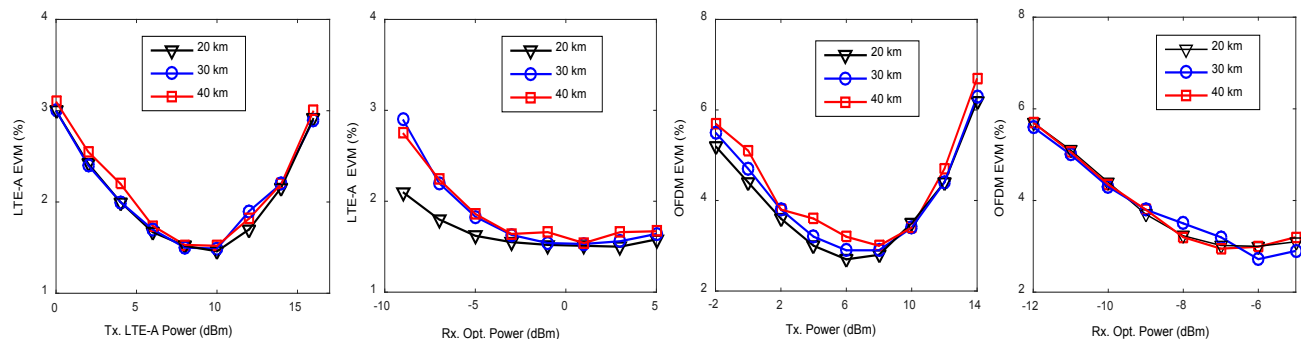 4
3
2
1
LTE-A EVM (%)
0
5
10
15
Tx. LTE-A Power (dBm)
20 km
30 km
40 km
4
3
2
1
LTE-A EVM (%)
-10
-5
0
5
Rx. Opt. Power (dBm)
20 km
30 km
40 km
8
6
4
2
OFDM EVM (%)
-2
2
6
10
14
Tx. Power (dBm)
20 km
30 km
40 km
8
6
4
2
OFDM EVM (%)
-12
-10
-8
-6
Rx. Opt. Power (dBm)
20 km
30 km
40 km